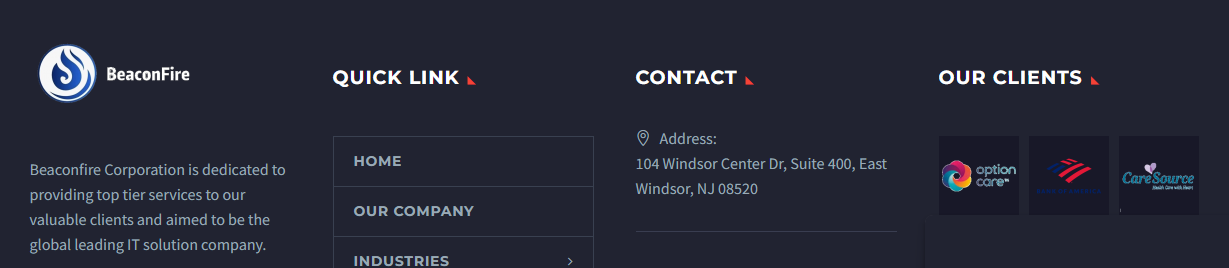 BeaconFire
Beaconfire Corporation is dedicated to
providing top tier services to our
valuable clients and aimed to be the
global leading IT solution company.
QUICK LINK
HOME
OUR COMPANY
INDUSTRIES
CONTACT
Address:
104 Windsor Center Dr, Suite 400, East
Windsor, NJ 08520
OUR CLIENTS
option
care
CareSource
Health Care with Heart